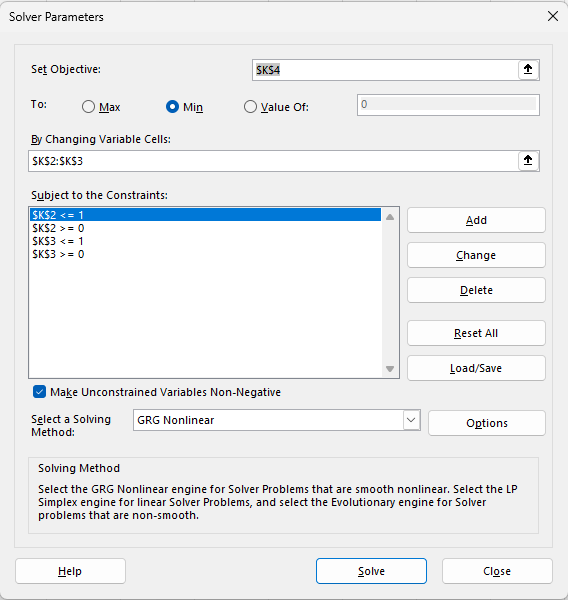 Solver Parameters
Set Objective:
$K$4
To:
Max
Min
Value Of:
0
By Changing Variable Cells:
$K$2:$K$3
Subject to the Constraints:
$K$2 <= 1
$K$2 >= 0
$K$3 <= 1
$K$3 >= 0
Add
Change
Delete
Reset All
Load/Save
Make Unconstrained Variables Non-Negative
Select a Solving
Method:
GRG Nonlinear
Options
Solving Method
Select the GRG Nonlinear engine for Solver Problems that are smooth nonlinear. Select the LP
Simplex engine for linear Solver Problems, and select the Evolutionary engine for Solver
problems that are non-smooth.
Help
Solve
Close